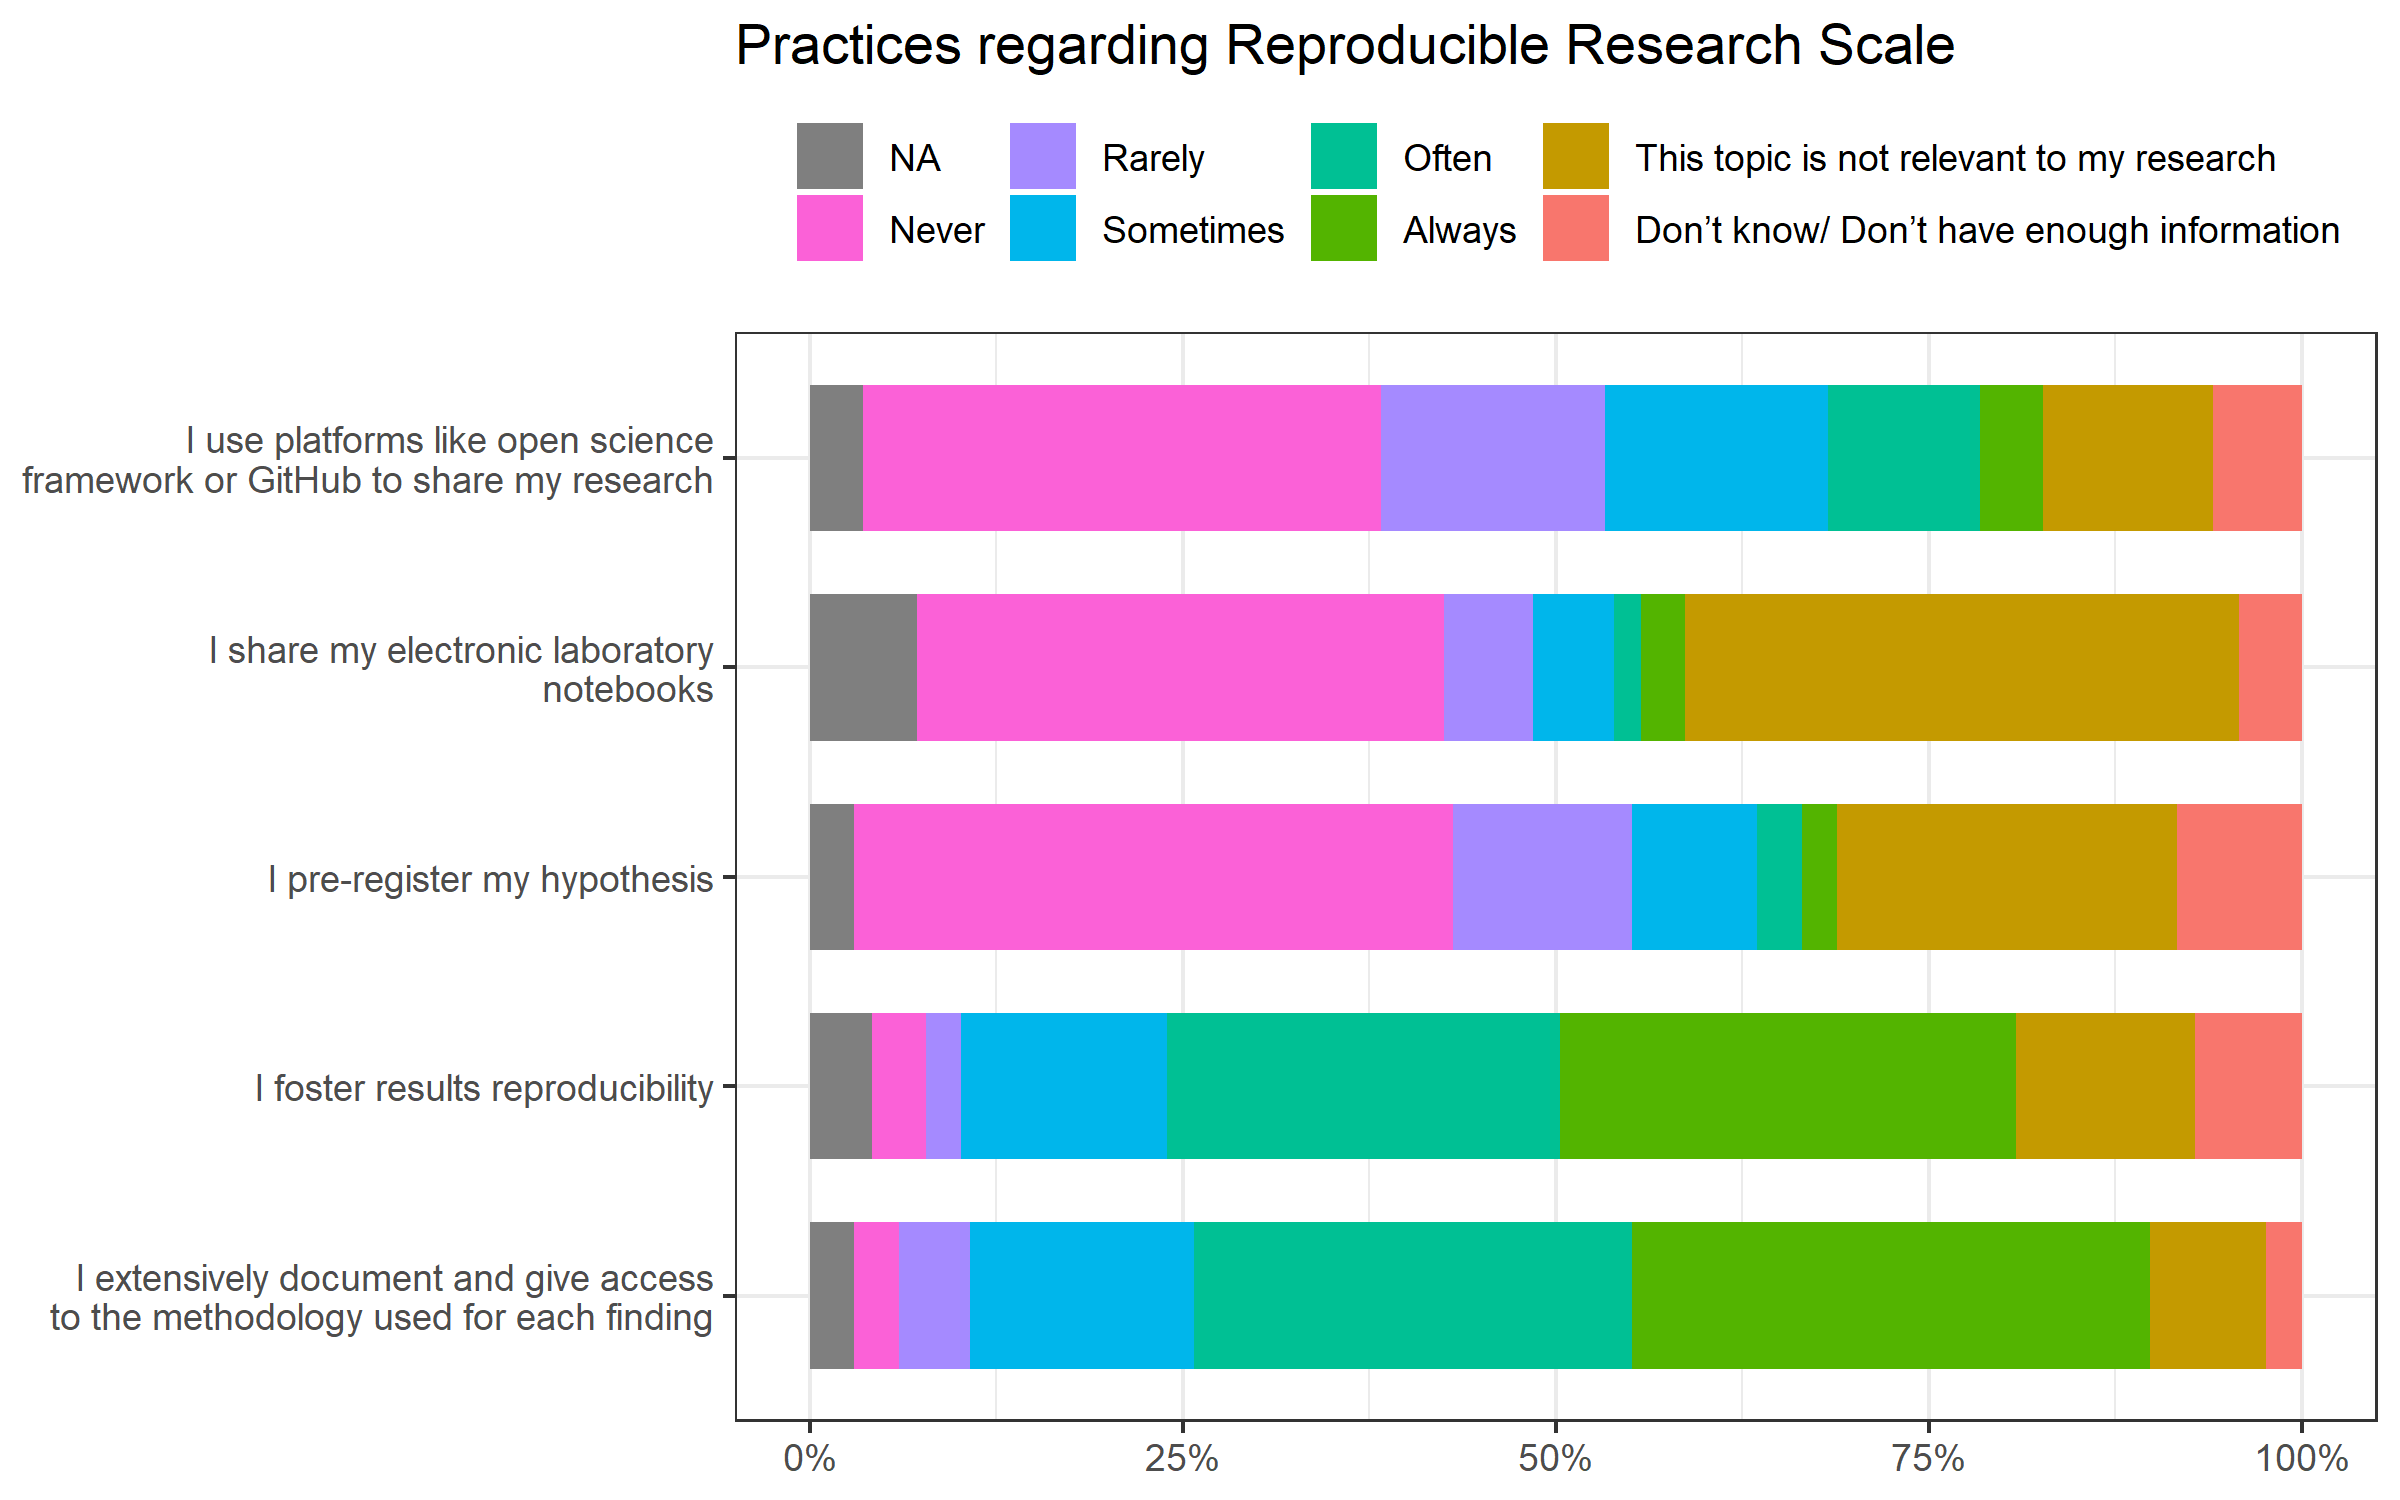 Practices regarding Reproducible Research Scale
NA
Rarely
Often
This topic is not relevant to my research
Never
Sometimes
Always
Don’t know/ Don’t have enough information
I use platforms like open science
framework or GitHub to share my research
I share my electronic laboratory
notebooks
I pre-register my hypothesis
I foster results reproducibility
I extensively document and give access
to the methodology used for each finding
0%
25%
50%
75%
100%